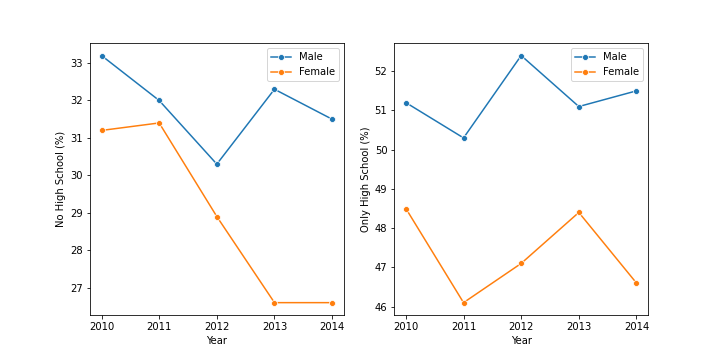 No High School (%)
33
32
31
30
29
28
27
2010 2011 2012 2013 2014
Year
Male
Female
Only High School (%)
52
51
50
49
48
47
46
2010 2011 2012 2013 2014
Year
Male
Female